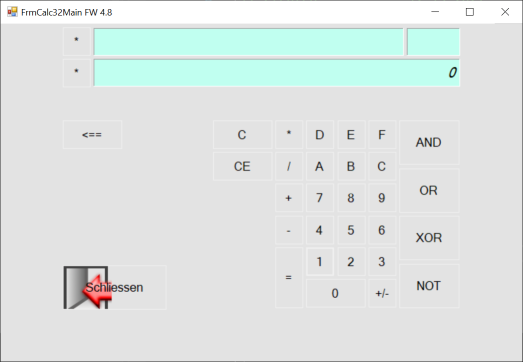 FrmCalc32Main FW 4.8
*
* 0
<== C * D E F AND
CE / A B C
+ 7 8 9 OR
- 4 5 6 XOR
= 1 2 3
Schliessen 0 +/- NOT